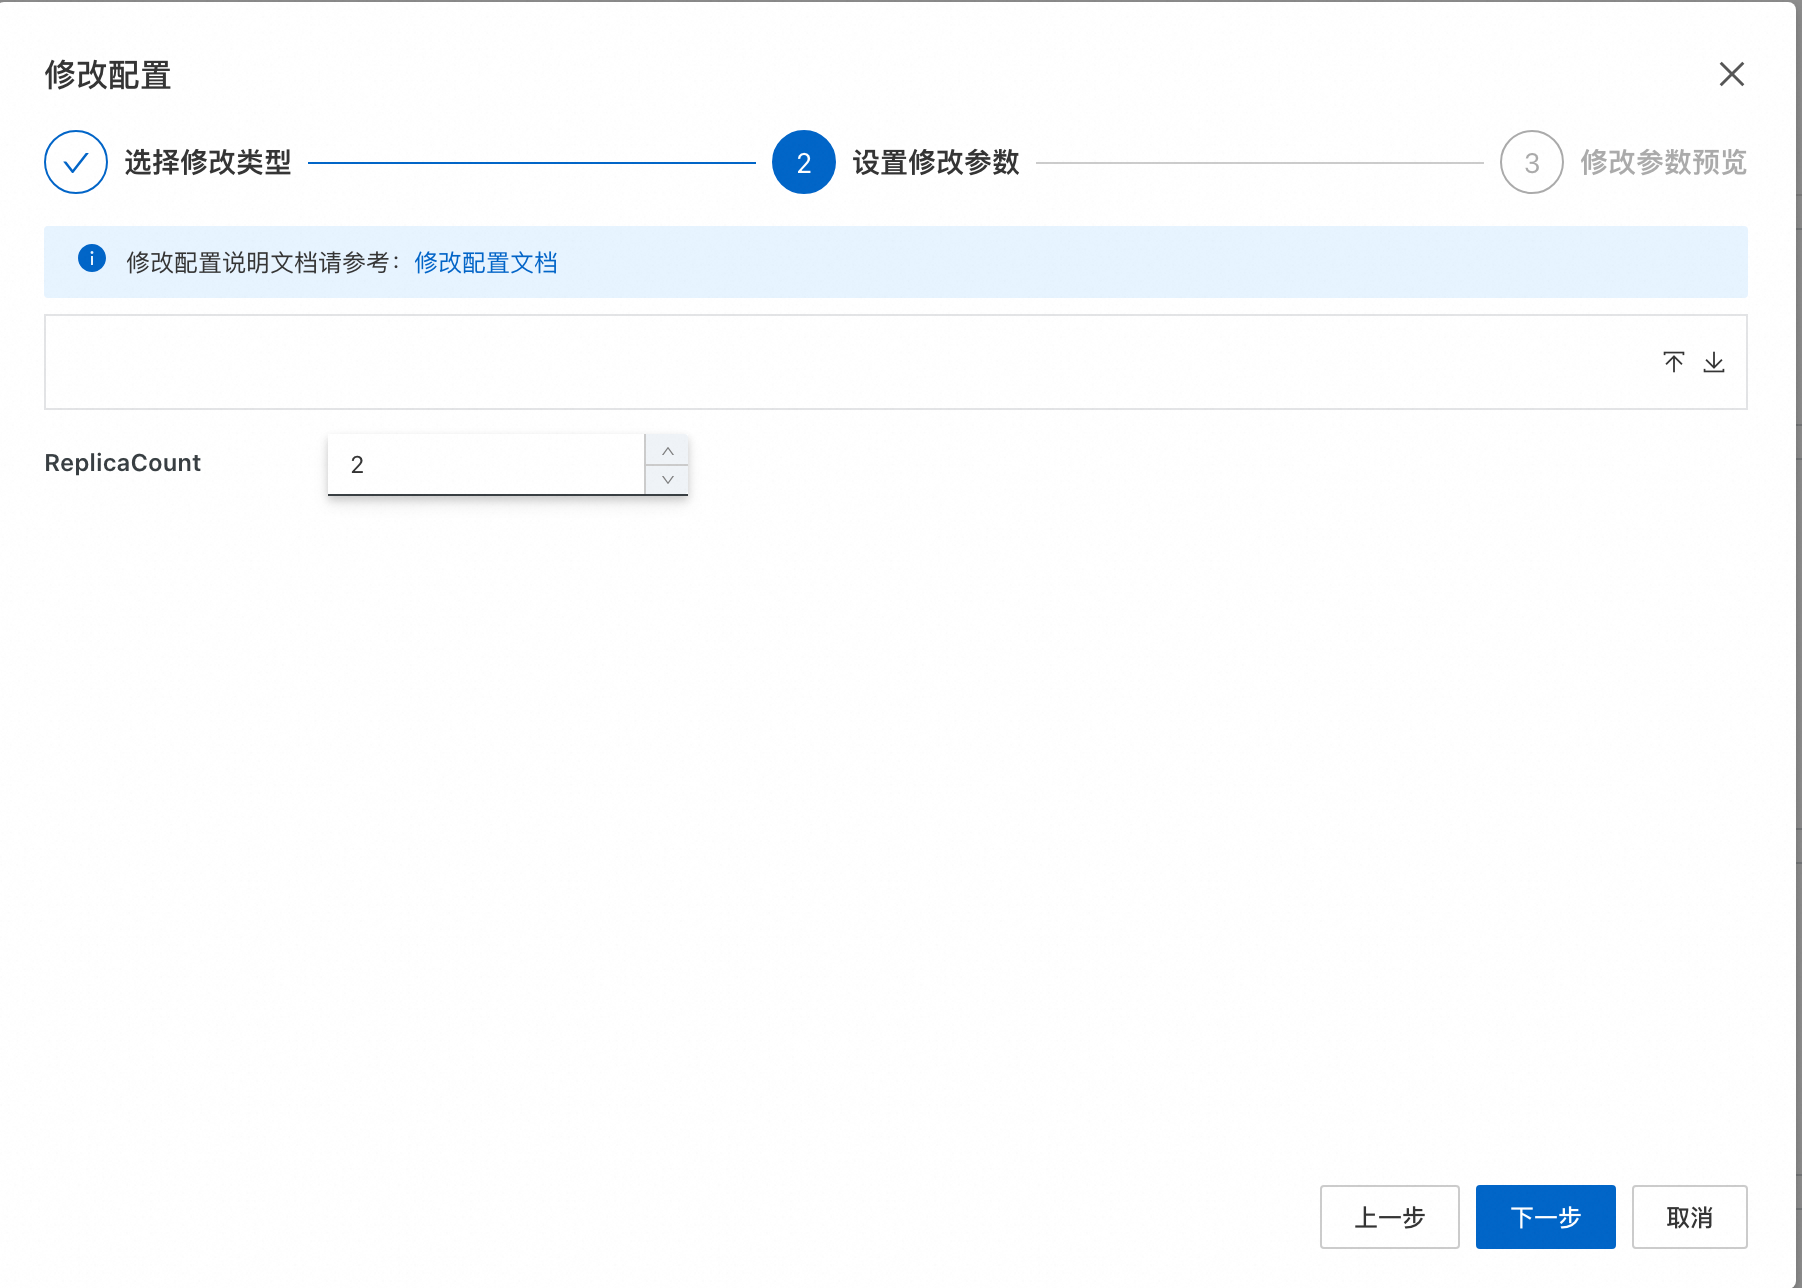 修改配置
选择修改类型
2 设置修改参数
3 修改参数预览
修改配置说明文档请参考：修改配置文档
ReplicaCount
2
上一步
下一步
取消